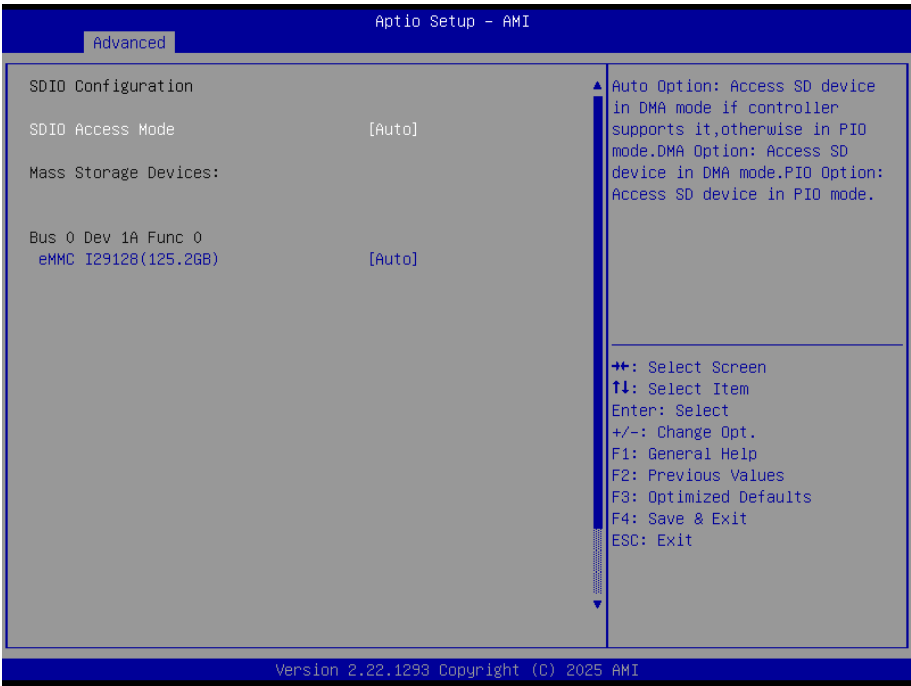 Aptio Setup - AMI
Advanced
SDIO Configuration
SDIO Access Mode [Auto]
Mass Storage Devices:
Bus 0 Dev 1A Func 0
eMMC I29128(125.2GB) [Auto]
Auto Option: Access SD device
in DMA mode if controller
supports it,otherwise in PIO
mode.DMA Option: Access SD
device in DMA mode.PIO Option:
Access SD device in PIO mode.
→←: Select Screen
↑↓: Select Item
Enter: Select
+/-: Change Opt.
F1: General Help
F2: Previous Values
F3: Optimized Defaults
F4: Save & Exit
ESC: Exit
Version 2.22.1293 Copyright (C) 2025 AMI